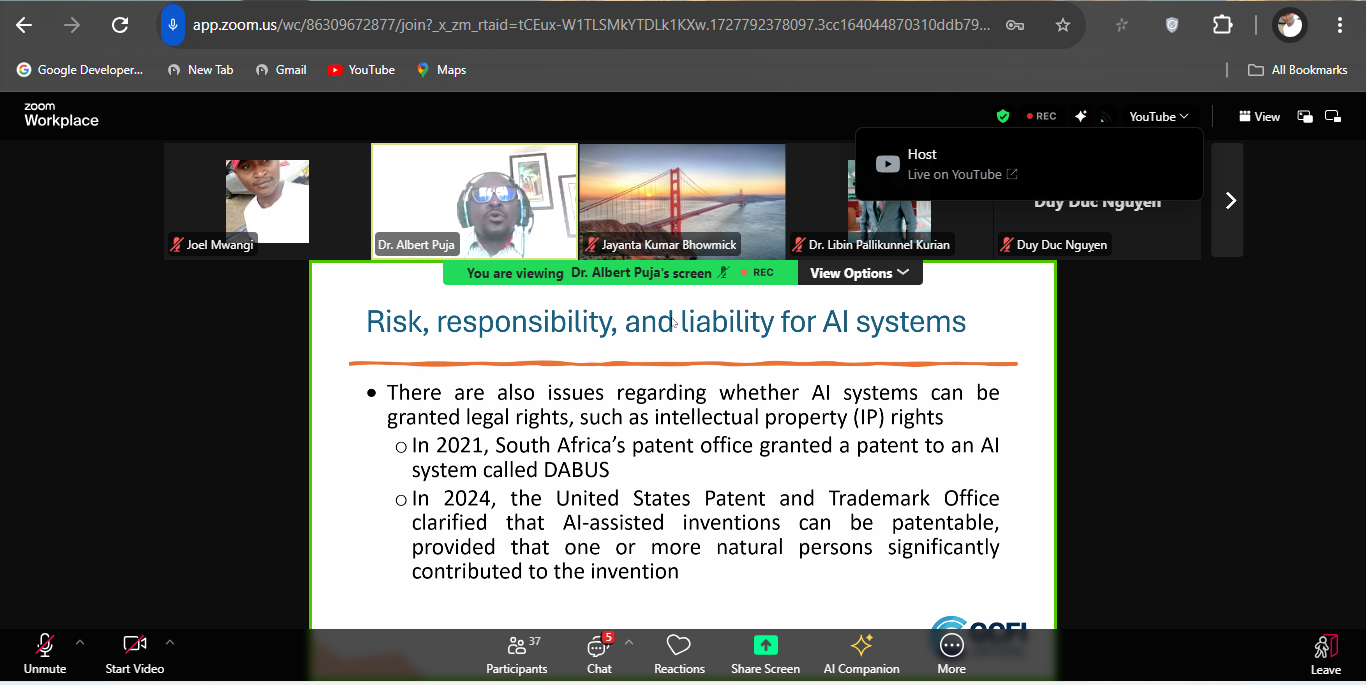 app.zoom.us/wc/86309672877/join?_x_zm_rtaid=tCEux-W1TLSMkYTDLk1KXw.1727792378097.3cc164044870310ddb79...
Google Developer... New Tab Gmail YouTube Maps All Bookmarks
zoom
Workplace
REC YouTube View
Host
Live on YouTube
Duy Duc Nguyen
Joel Mwangi Dr. Albert Puja Jayanta Kumar Bhowmick Dr. Libin Pallikunnel Kurian Duy Duc Nguyen
You are viewing Dr. Albert Puja's screen REC View Options
Risk, responsibility, and liability for AI systems
• There are also issues regarding whether AI systems can be
granted legal rights, such as intellectual property (IP) rights
o In 2021, South Africa’s patent office granted a patent to an AI
system called DABUS
o In 2024, the United States Patent and Trademark Office
clarified that AI-assisted inventions can be patentable,
provided that one or more natural persons significantly
contributed to the invention
37 5
Unmute Start Video Participants Chat Reactions Share Screen AI Companion More Leave